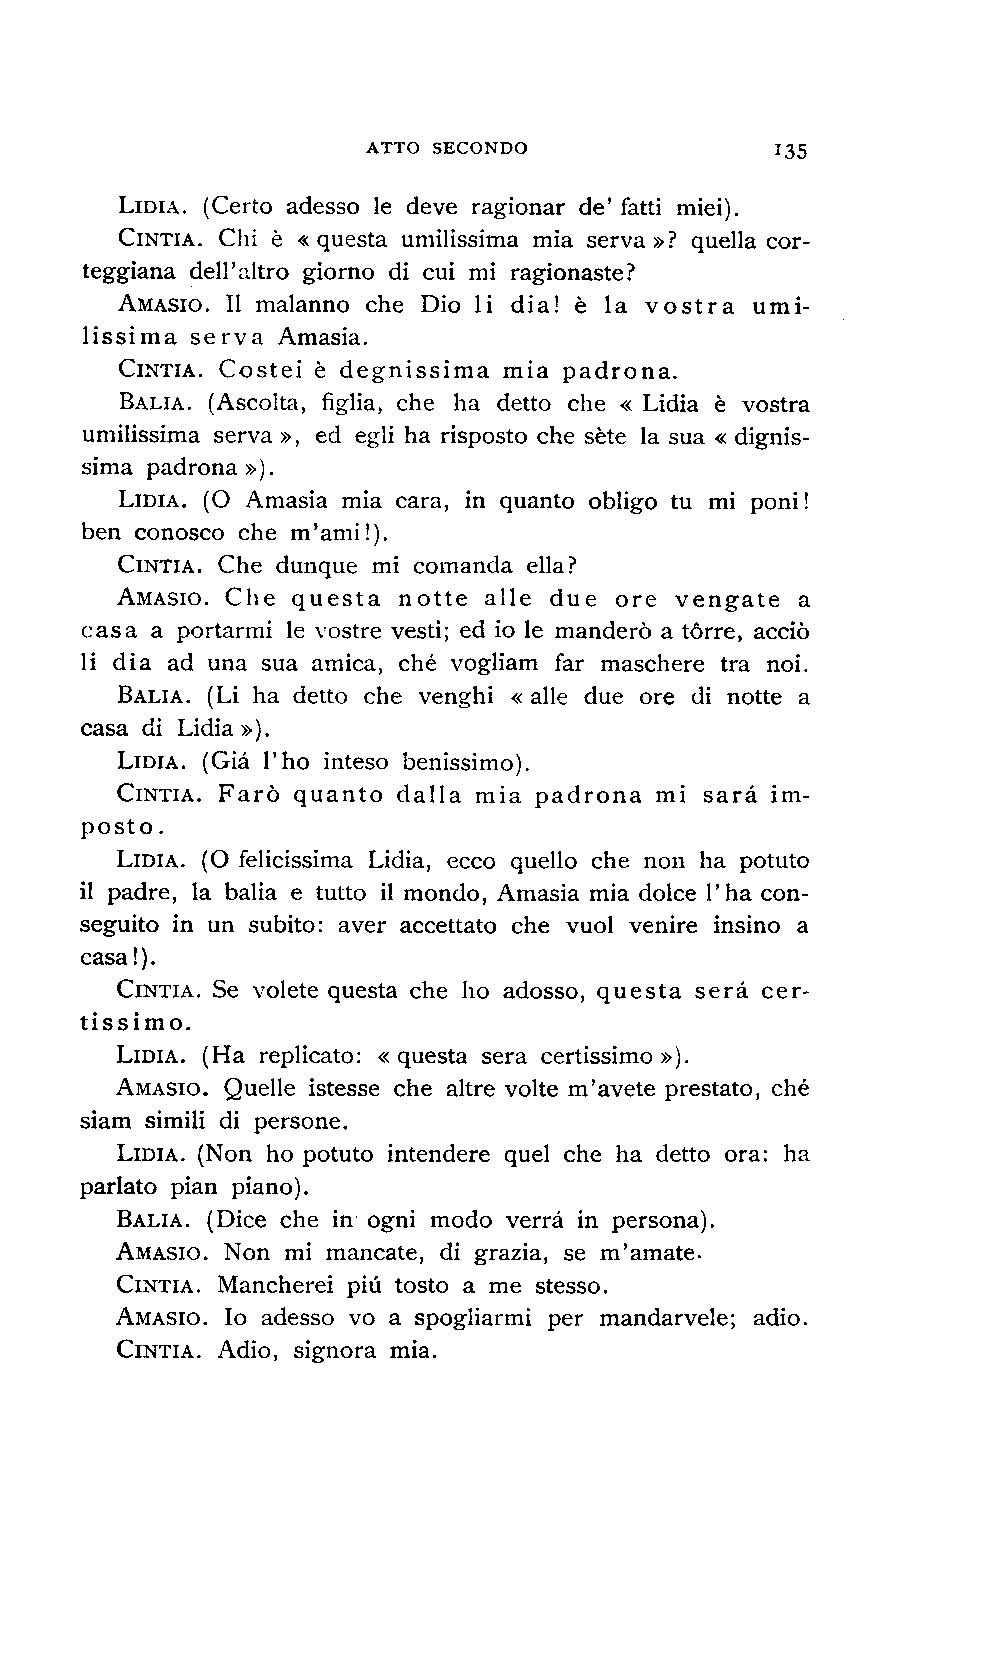 ATTO SECONDO 135
LIDIA. (Certo adesso le deve ragionar de' fatti miei).
CINTIA. Chi è « questa umilissima mia serva »? quella cor-
teggiana dell'altro giorno di cui mi ragionaste?
AMASIO. Il malanno che Dio li dia! è la vostra umi-
lissima serva Amasia.
CINTIA. Costei è degnissima mia padrona.
BALIA. (Ascolta, figlia, che ha detto che « Lidia è vostra
umilissima serva », ed egli ha risposto che sète la sua « dignis-
sima padrona »).
LIDIA. (O Amasia mia cara, in quanto obligo tu mi poni!
ben conosco che m'ami!).
CINTIA. Che dunque mi comanda ella?
AMASIO. Che questa notte alle due ore vengate a
casa a portarmi le vostre vesti; ed io le manderò a tôrre, acciò
li dia ad una sua amica, ché vogliam far maschere tra noi.
BALIA. (Li ha detto che venghi « alle due ore di notte a
casa di Lidia »).
LIDIA. (Giá l'ho inteso benissimo).
CINTIA. Farò quanto dalla mia padrona mi sará im-
posto.
LIDIA. (O felicissima Lidia, ecco quello che non ha potuto
il padre, la balia e tutto il mondo, Amasia mia dolce l'ha con-
seguito in un subito: aver accettato che vuol venire insino a
casa!).
CINTIA. Se volete questa che ho adosso, questa será cer-
tissimo.
LIDIA. (Ha replicato: « questa sera certissimo »).
AMASIO. Quelle istesse che altre volte m'avete prestato, ché
siam simili di persone.
LIDIA. (Non ho potuto intendere quel che ha detto ora: ha
parlato pian piano).
BALIA. (Dice che in ogni modo verrá in persona).
AMASIO. Non mi mancate, di grazia, se m'amate.
CINTIA. Mancherei piú tosto a me stesso.
AMASIO. Io adesso vo a spogliarmi per mandarvele; adio.
CINTIA. Adio, signora mia.